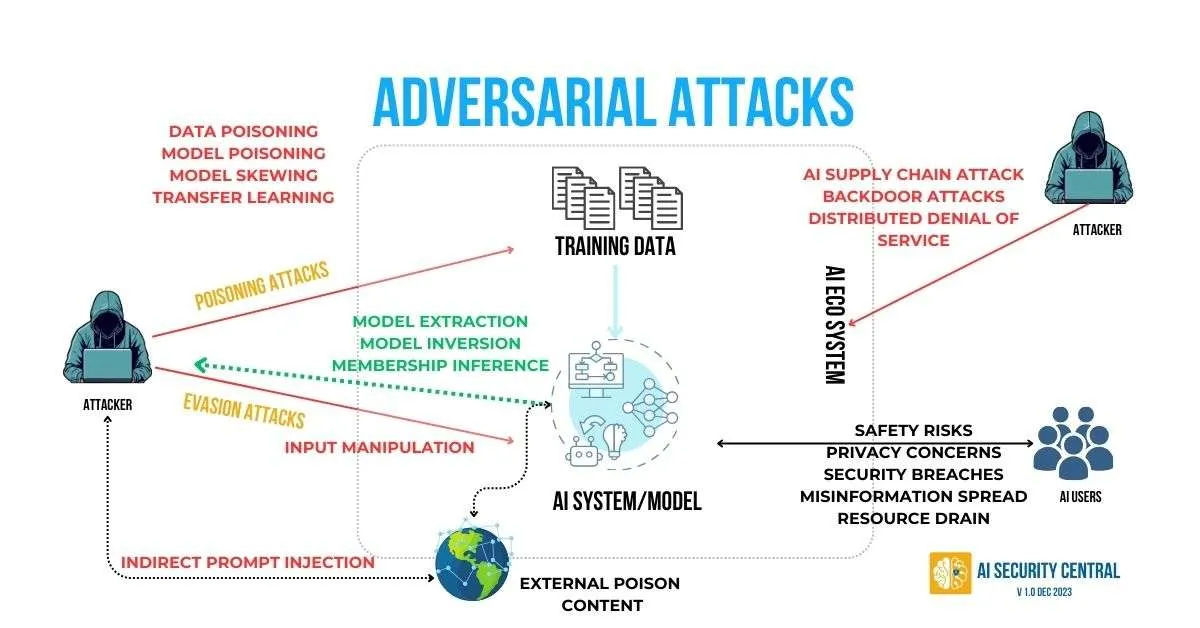 ADVERSARIAL ATTACKS
DATA POISONING
MODEL POISONING
MODEL SKEWING
TRANSFER LEARNING
TRAINING DATA
AI SUPPLY CHAIN ATTACK
BACKDOOR ATTACKS
DISTRIBUTED DENIAL OF
SERVICE
ATTACKER
POISONING ATTACKS
AI ECO SYSTEM
MODEL EXTRACTION
MODEL INVERSION
MEMBERSHIP INFERENCE
ATTACKER
EVASION ATTACKS
INPUT MANIPULATION
AI SYSTEM/MODEL
SAFETY RISKS
PRIVACY CONCERNS
SECURITY BREACHES
MISINFORMATION SPREAD
RESOURCE DRAIN
AI USERS
INDIRECT PROMPT INJECTION
EXTERNAL POISON
CONTENT
AI SECURITY CENTRAL
V 1.0 DEC 2023